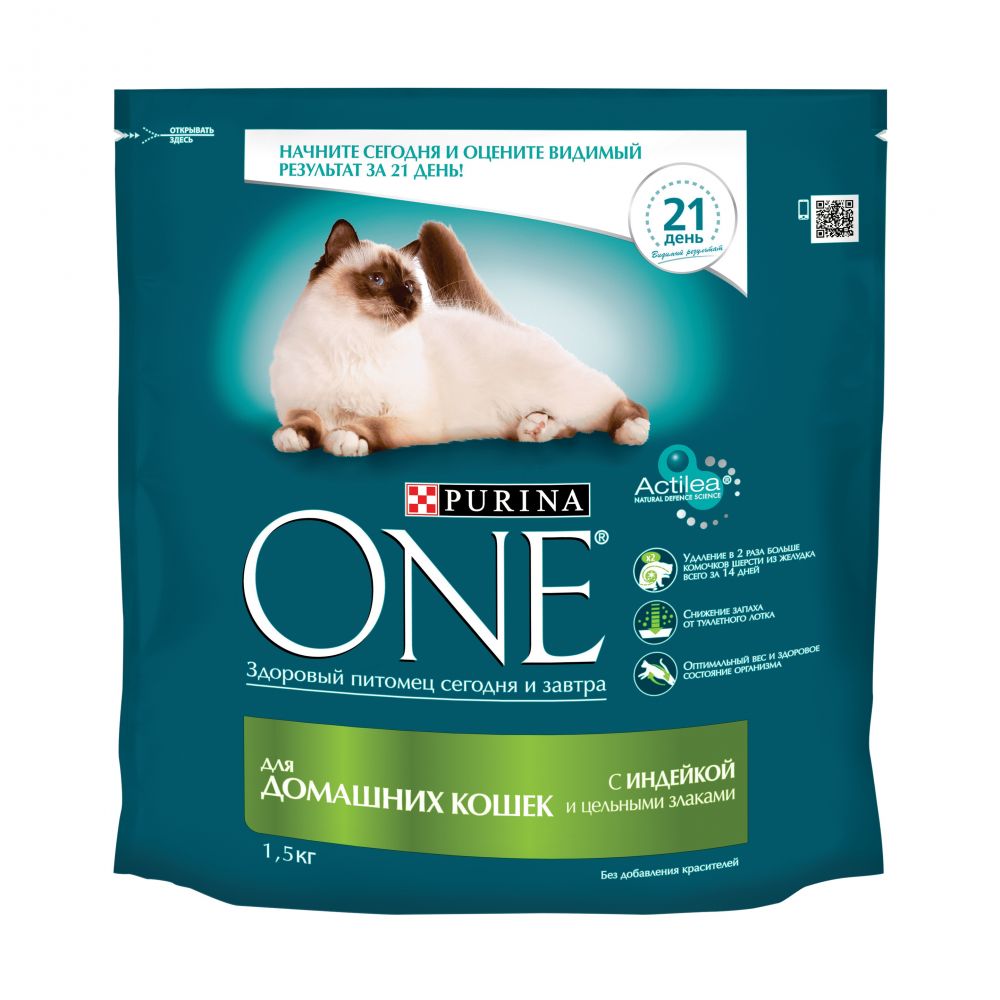 ОТКРЫВАТЬ
ЗДЕСЬ
НАЧНИТЕ СЕГОДНЯ И ОЦЕНИТЕ ВИДИМЫЙ
РЕЗУЛЬТАТ ЗА 21 ДЕНЬ!
21
день
Видимый результат
Actilea®
NATURAL DEFENCE SCIENCE
PURINA
ONE®
Здоровый питомец сегодня и завтра
x2
Удаление в 2 раза больше
комочков шерсти из желудка
всего за 14 дней
Снижение запаха
от туалетного лотка
Оптимальный вес и здоровое
состояние организма
для
ДОМАШНИХ КОШЕК
с ИНДЕЙКОЙ
и цельными злаками
1,5кг
Без добавления красителей